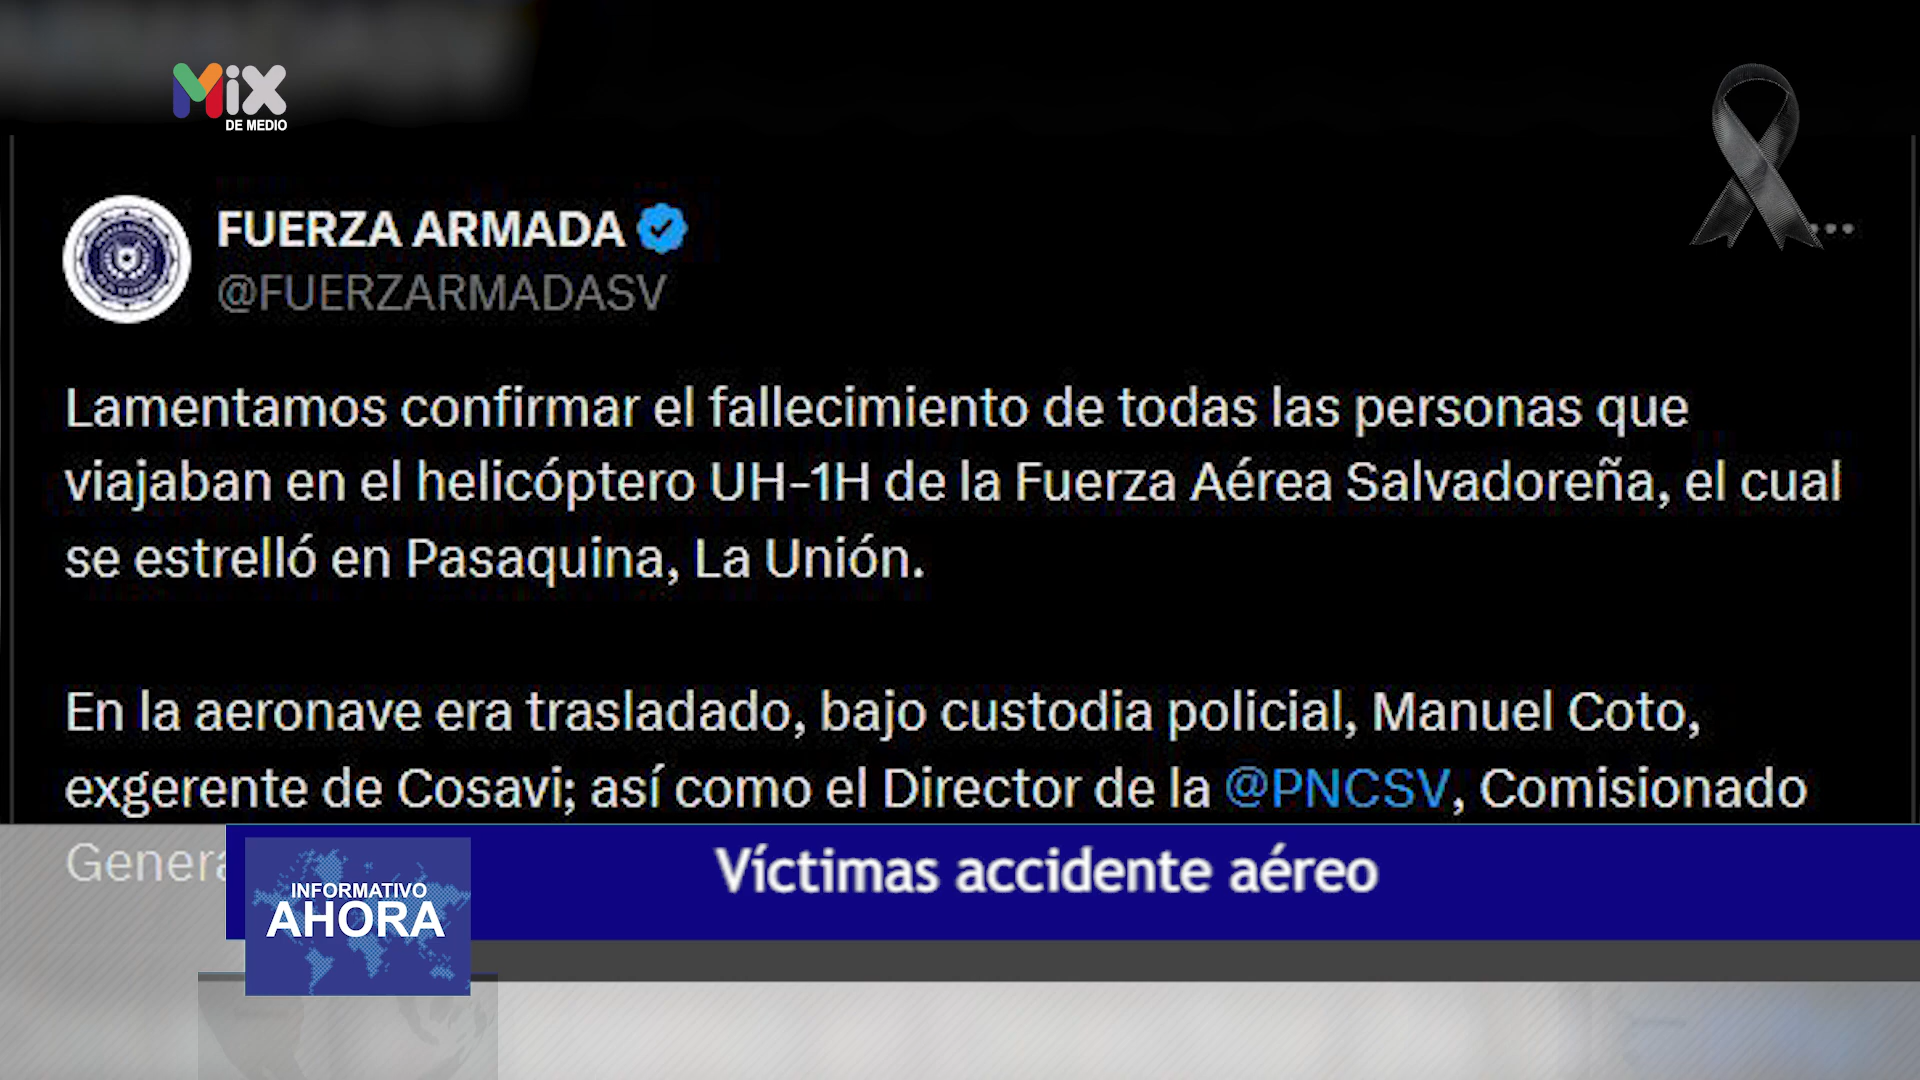 MiX
DE MEDIO
FUERZA ARMADA
@FUERZARMADASV
Lamentamos confirmar el fallecimiento de todas las personas que
viajaban en el helicóptero UH-1H de la Fuerza Aérea Salvadoreña, el cual
se estrelló en Pasaquina, La Unión.
En la aeronave era trasladado, bajo custodia policial, Manuel Coto,
exgerente de Cosavi; así como el Director de la @PNCSV, Comisionado
Víctimas accidente aéreo
INFORMATIVO
AHORA